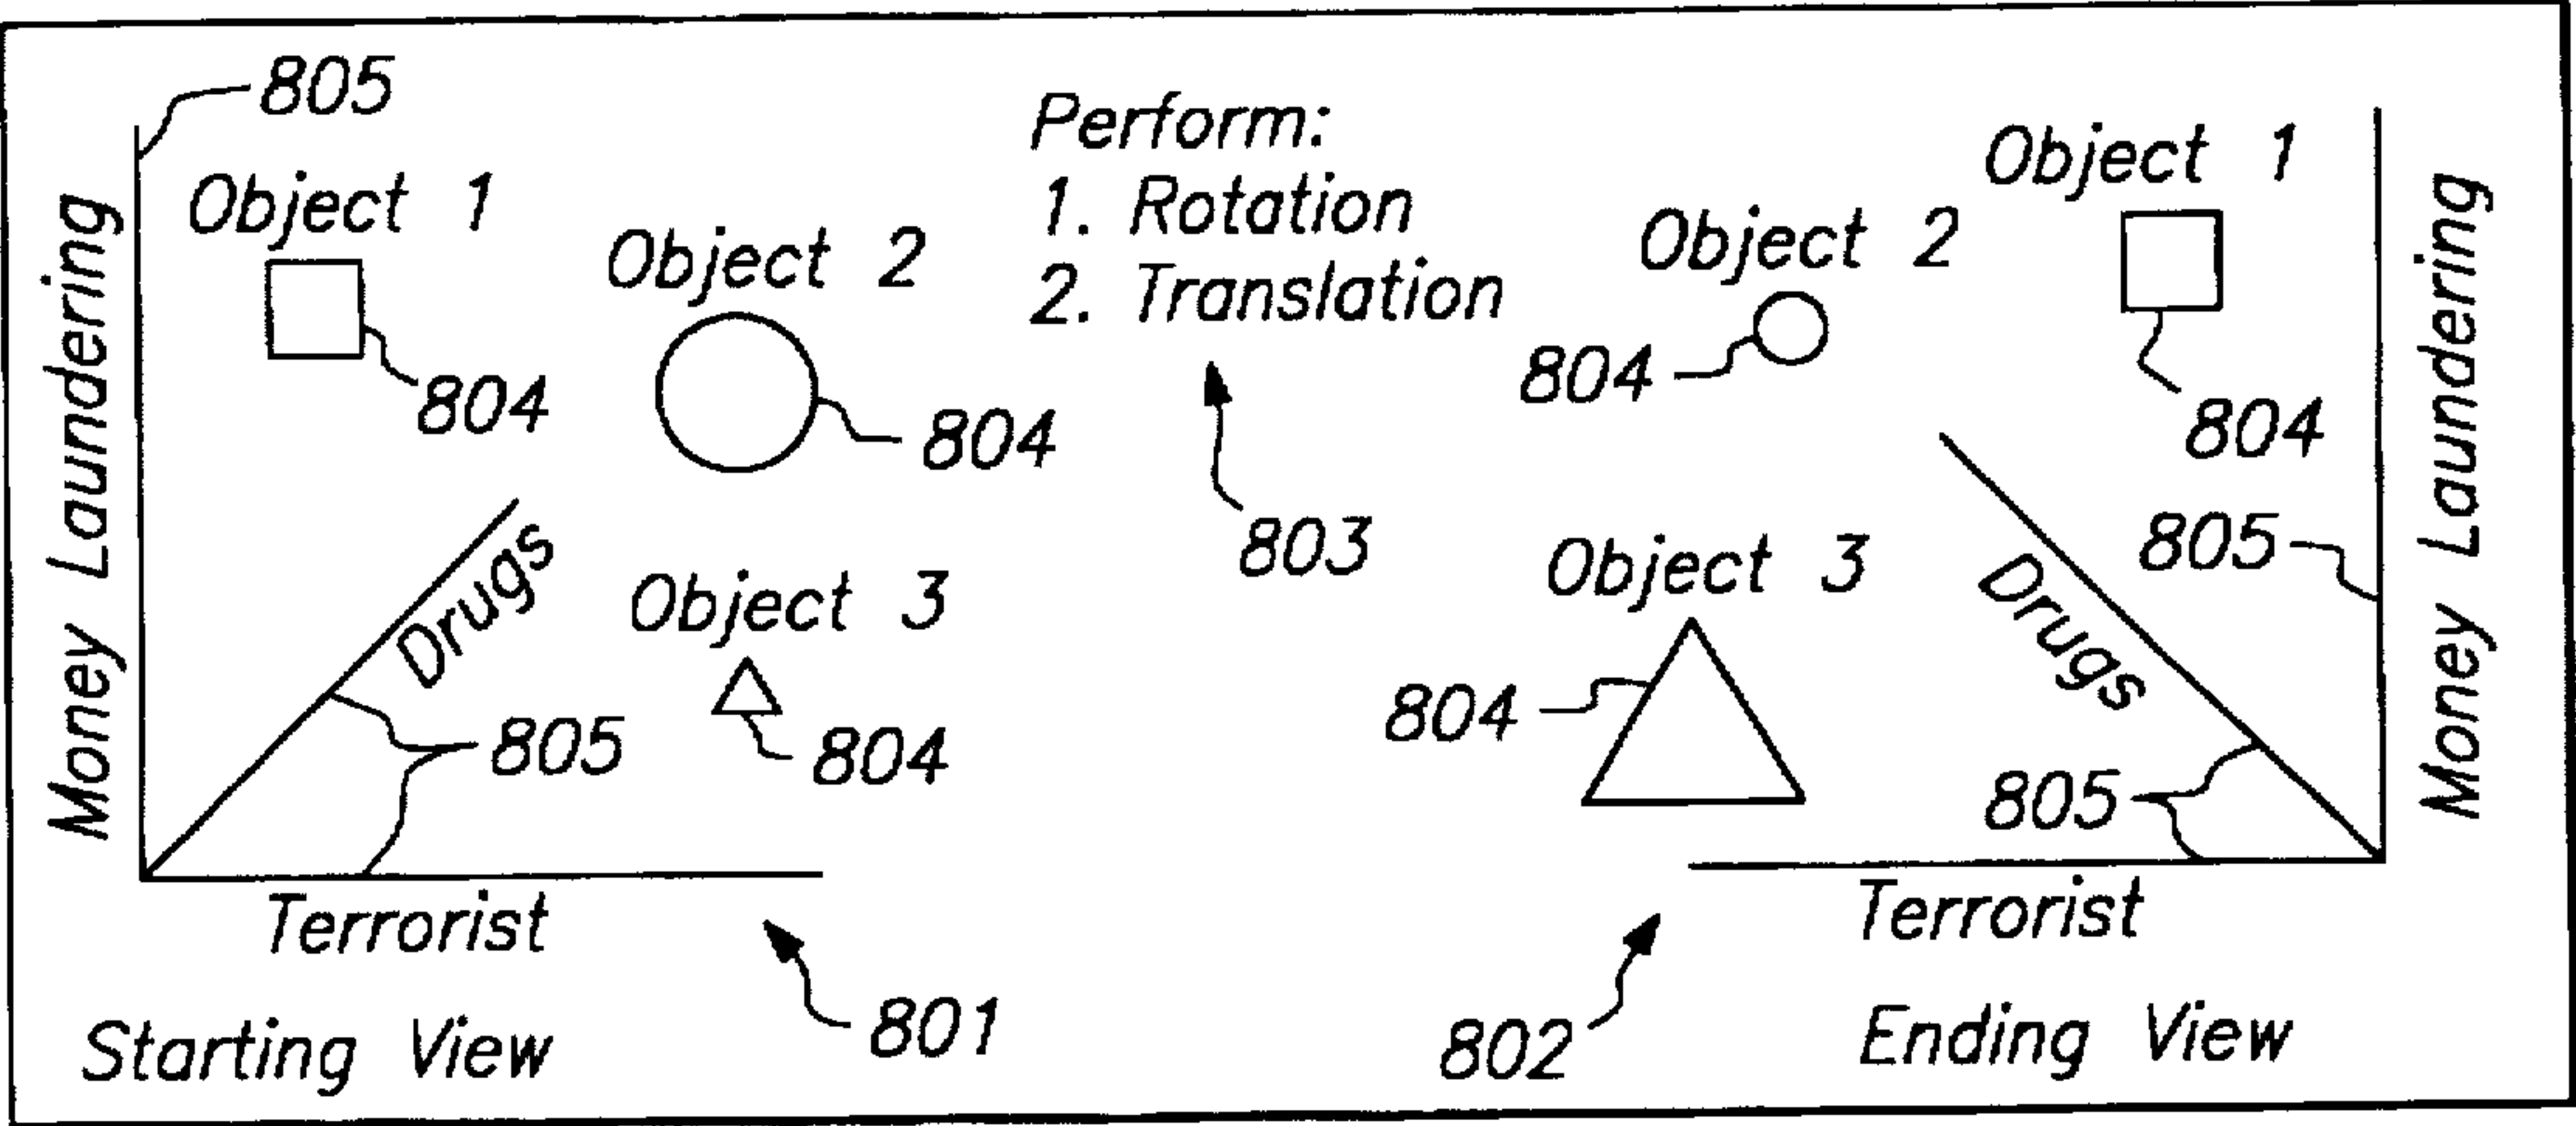 805
Object 1
804
Object 2
804
Money Laundering
Drugs
Object 3
804
805
Terrorist
801
Starting View
Perform:
1. Rotation
2. Translation
803
Object 1
804
Object 2
804
Object 3
804
805
Drugs
805
Money Laundering
Terrorist
802
Ending View